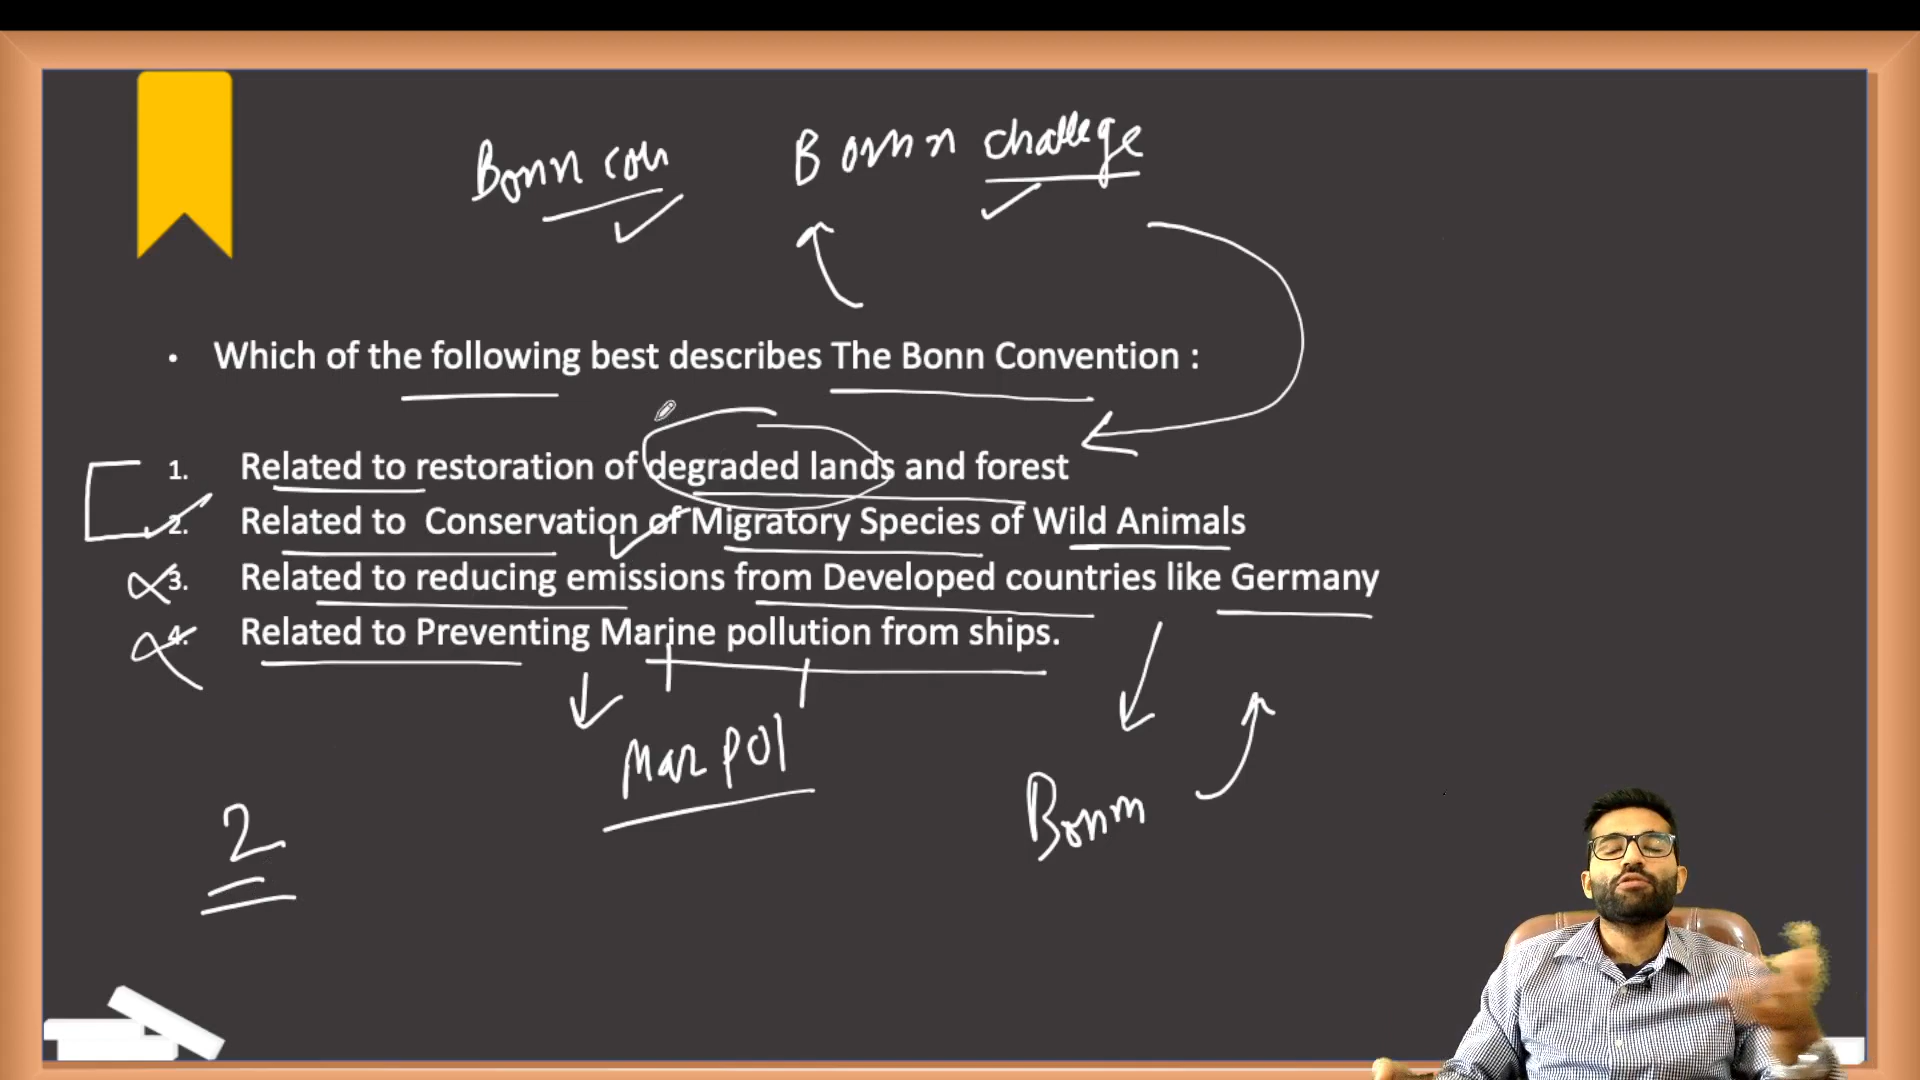 Bonn con Bonn challege
• Which of the following best describes The Bonn Convention :
1. Related to restoration of degraded lands and forest
2. Related to Conservation of Migratory Species of Wild Animals
3. Related to reducing emissions from Developed countries like Germany
4. Related to Preventing Marine pollution from ships.
Mar pol
Bonn
2